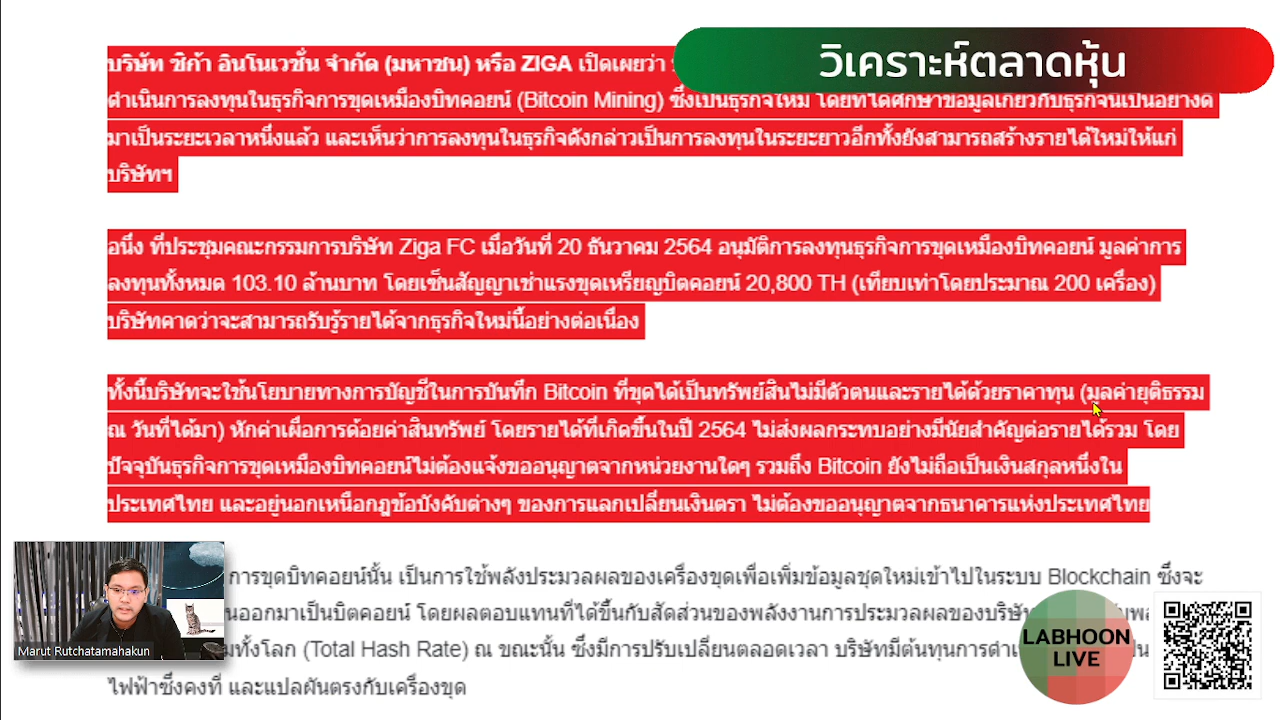 วิเคราะห์ตลาดหุ้น
บริษัท ซิก้า อินโนเวชั่น จำกัด (มหาชน) หรือ ZIGA เปิดเผยว่า
ดำเนินการลงทุนในธุรกิจการขุดเหมืองบิทคอยน์ (Bitcoin Mining) ซึ่งเป็นธุรกิจใหม่ โดยที่ได้ศึกษาข้อมูลเกี่ยวกับธุรกิจนี้เป็นอย่างดี
มาเป็นระยะเวลาหนึ่งแล้ว และเห็นว่าการลงทุนในธุรกิจดังกล่าวเป็นการลงทุนในระยะยาวอีกทั้งยังสามารถสร้างรายได้ใหม่ให้แก่
บริษัทฯ
อนึ่ง ที่ประชุมคณะกรรมการบริษัท Ziga FC เมื่อวันที่ 20 ธันวาคม 2564 อนุมัติการลงทุนธุรกิจการขุดเหมืองบิทคอยน์ มูลค่าการ
ลงทุนทั้งหมด 103.10 ล้านบาท โดยเซ็นสัญญาเช่าแรงขุดเหรียญบิตคอยน์ 20,800 TH (เทียบเท่าโดยประมาณ 200 เครื่อง)
บริษัทคาดว่าจะสามารถรับรู้รายได้จากธุรกิจใหม่นี้อย่างต่อเนื่อง
ทั้งนี้บริษัทจะใช้นโยบายทางการบัญชีในการบันทึก Bitcoin ที่ขุดได้เป็นทรัพย์สินไม่มีตัวตนและรายได้ด้วยราคาทุน (มูลค่ายุติธรรม
ณ วันที่ได้มา) หักค่าเผื่อการด้อยค่าสินทรัพย์ โดยรายได้ที่เกิดขึ้นในปี 2564 ไม่ส่งผลกระทบอย่างมีนัยสำคัญต่อรายได้รวม โดย
ปัจจุบันธุรกิจการขุดเหมืองบิทคอยน์ไม่ต้องแจ้งขออนุญาตจากหน่วยงานใดๆ รวมถึง Bitcoin ยังไม่ถือเป็นเงินสกุลหนึ่งใน
ประเทศไทย และอยู่นอกเหนือกฎข้อบังคับต่างๆ ของการแลกเปลี่ยนเงินตรา ไม่ต้องขออนุญาตจากธนาคารแห่งประเทศไทย
การขุดบิทคอยน์นั้น เป็นการใช้พลังประมวลผลของเครื่องขุดเพื่อเพิ่มข้อมูลชุดใหม่เข้าไปในระบบ Blockchain ซึ่งจะ
นออกมาเป็นบิตคอยน์ โดยผลตอบแทนที่ได้ขึ้นกับสัดส่วนของพลังงานการประมวลผลของบริษัท
มทั้งโลก (Total Hash Rate) ณ ขณะนั้น ซึ่งมีการปรับเปลี่ยนตลอดเวลา บริษัทมีต้นทุนการดำเ
ไฟฟ้าซึ่งคงที่ และแปลผันตรงกับเครื่องขุด
Marut Rutchatamahakun
LABHOON
LIVE